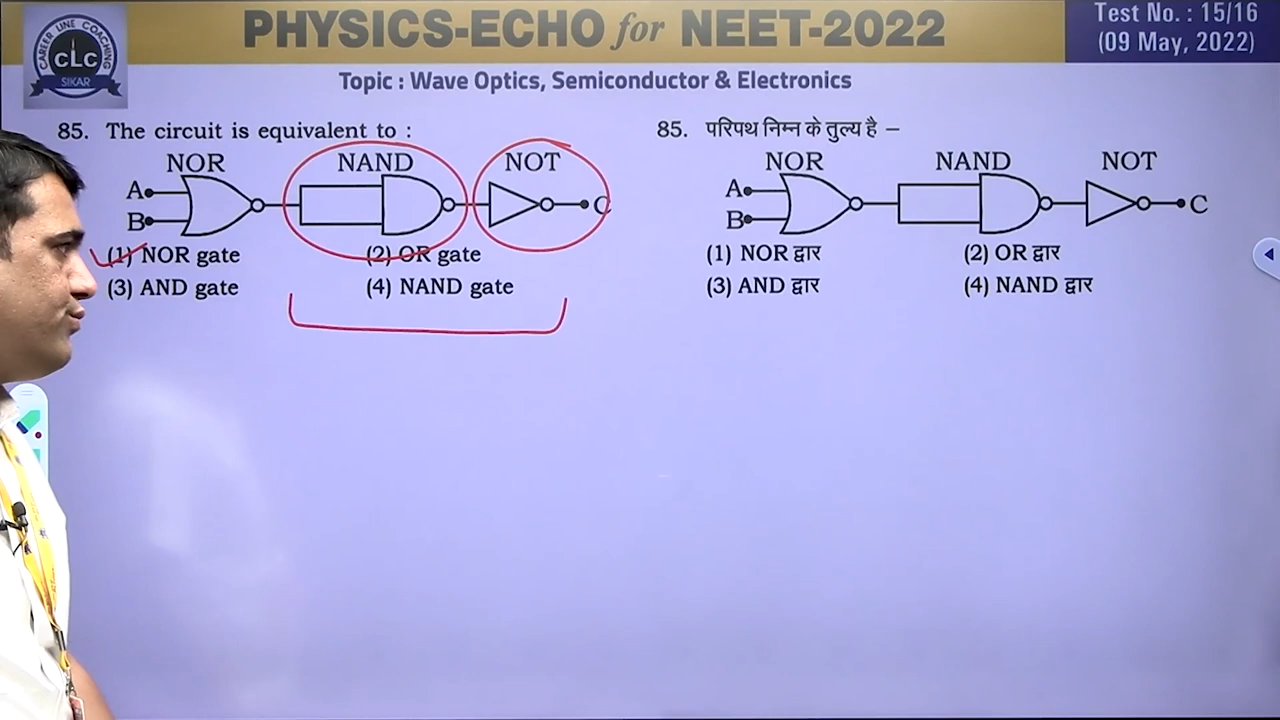 PHYSICS-ECHO for NEET-2022
Test No. : 15/16
(09 May, 2022)
CAREER LINE COACHING
CLC
SIKAR
Topic : Wave Optics, Semiconductor & Electronics
85. The circuit is equivalent to :
NOR NAND NOT
A
B
C
(1) NOR gate (2) OR gate
(3) AND gate (4) NAND gate
85. परिपथ निम्न के तुल्य है –
NOR NAND NOT
A
B
C
(1) NOR द्वार (2) OR द्वार
(3) AND द्वार (4) NAND द्वार